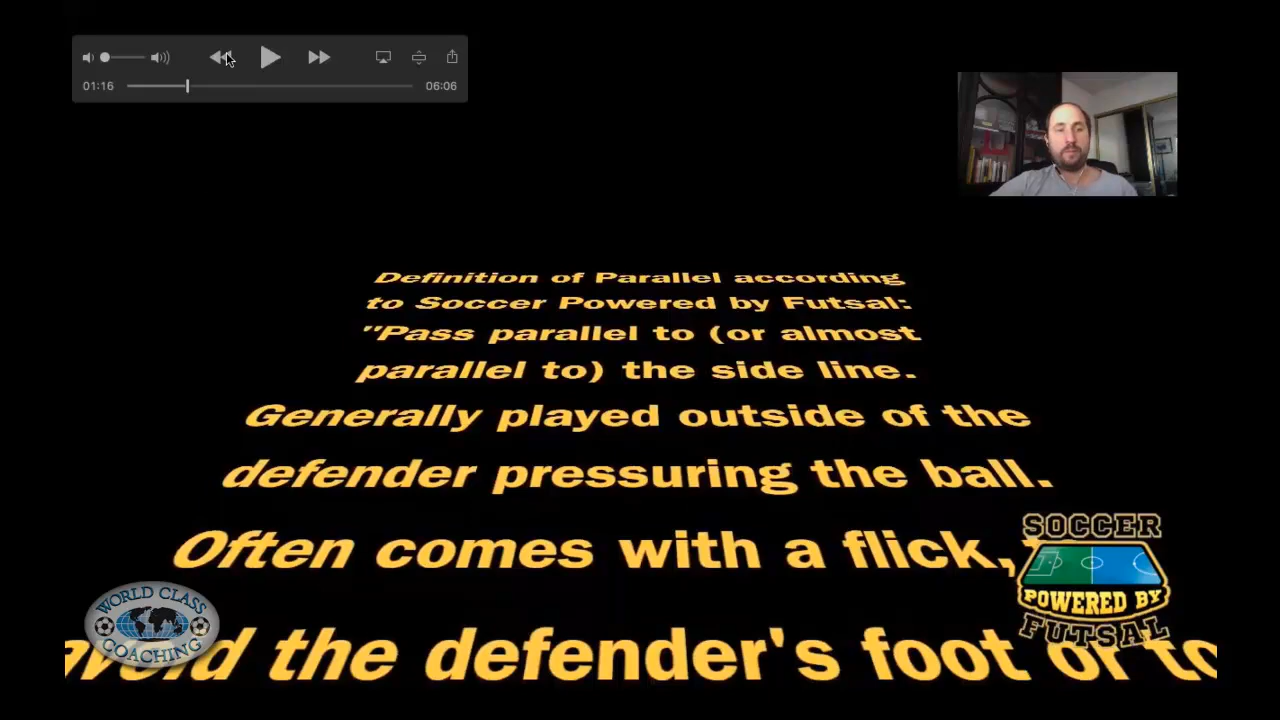 01:16
06:06
Definition of Parallel according
to Soccer Powered by Futsal:
"Pass parallel to (or almost
parallel to) the side line.
Generally played outside of the
defender pressuring the ball.
Often comes with a flick,
the defender's foot or to
WORLD CLASS
COACHING
SOCCER
POWERED BY
FUTSAL